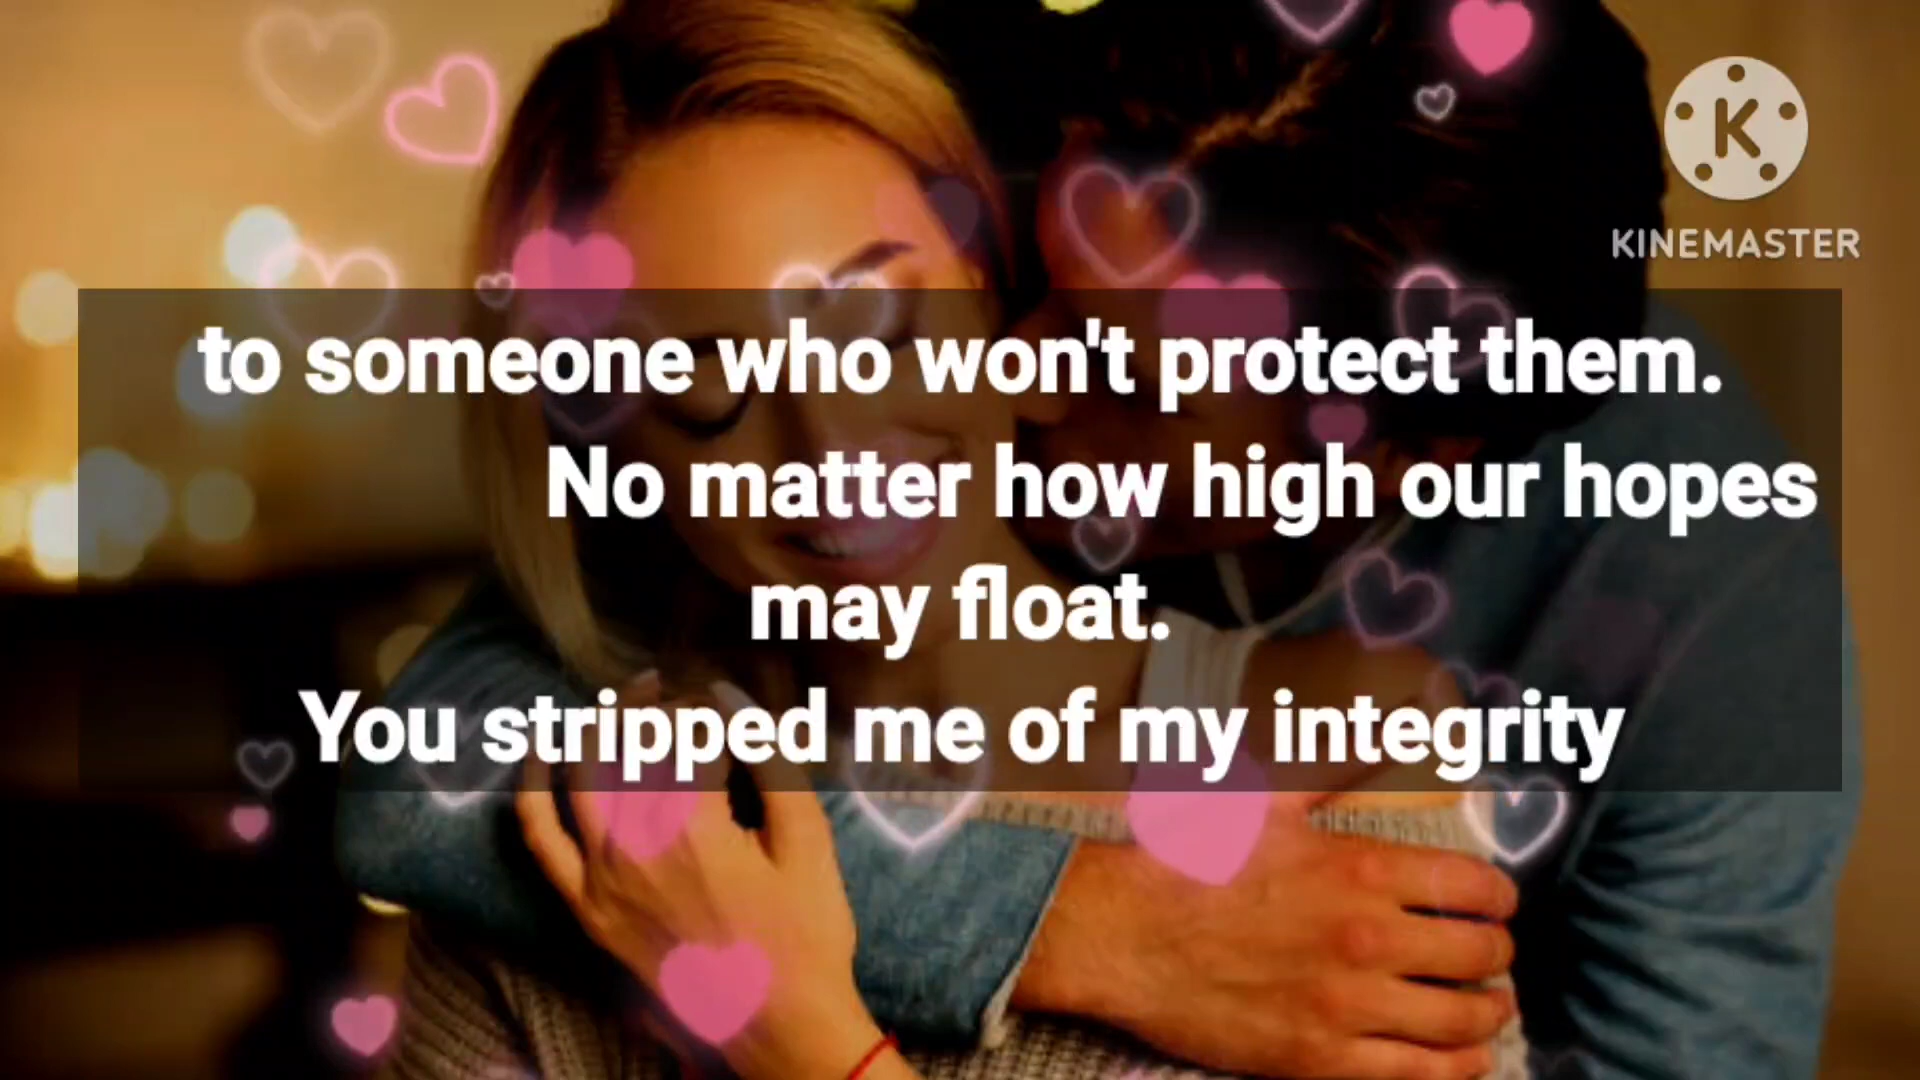 KINEMASTER
to someone who won't protect them.
No matter how high our hopes
may float.
You stripped me of my integrity